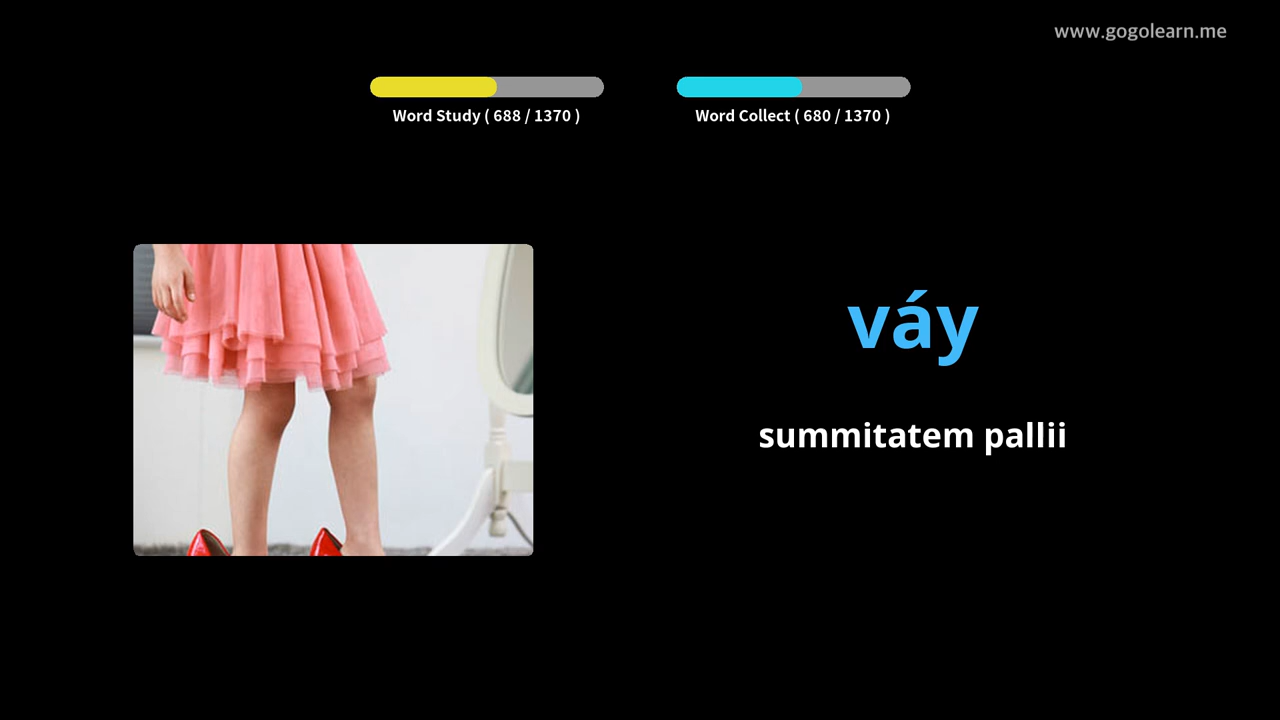 www.gogolearn.me
Word Study ( 688 / 1370 )
Word Collect ( 680 / 1370 )
váy
summitatem pallii